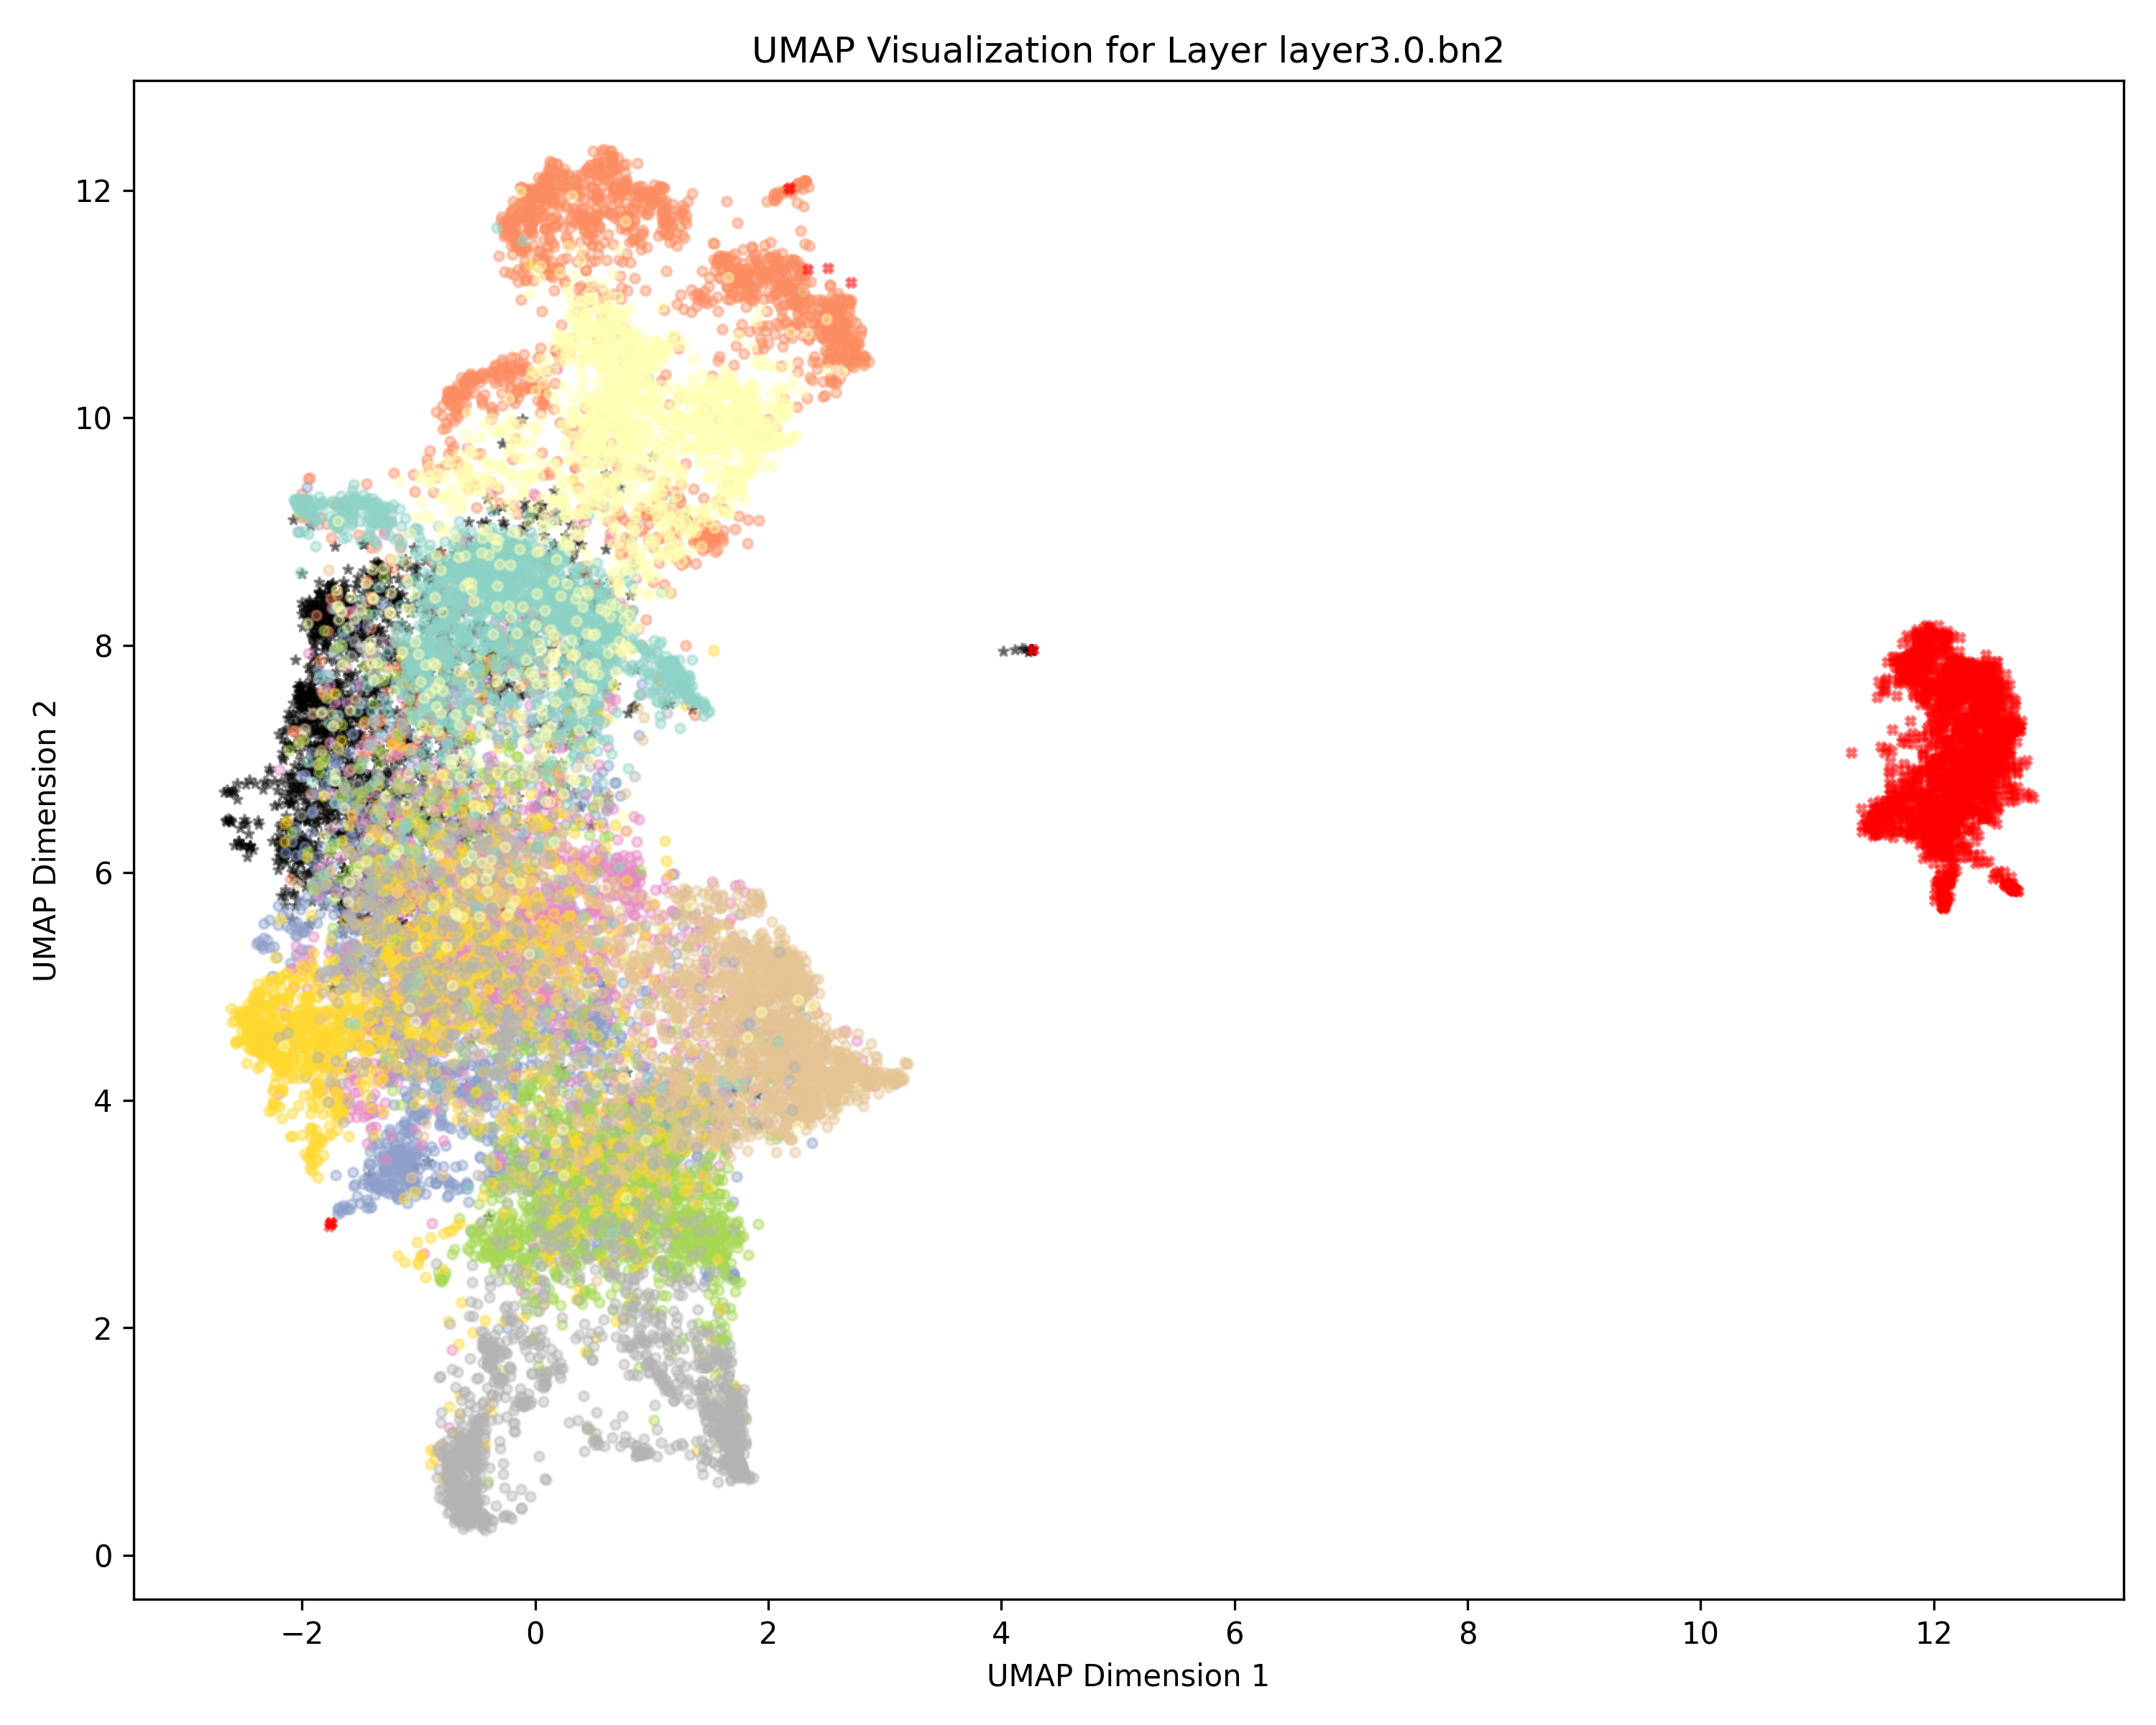 UMAP Visualization for Layer layer3.0.bn2
UMAP Dimension 2
12
10
8
6
4
2
0
−2 0 2 4 6 8 10 12
UMAP Dimension 1